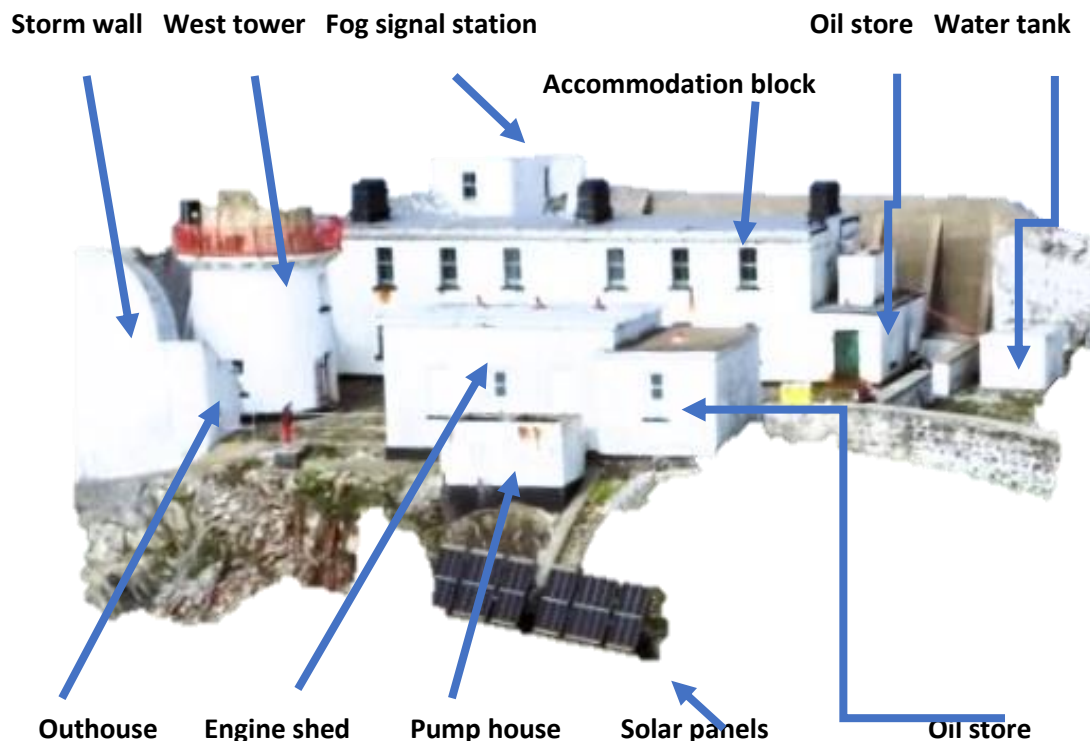 Storm wall West tower Fog signal station Oil store Water tank
Accommodation block
Outhouse Engine shed Pump house Solar panels Oil store